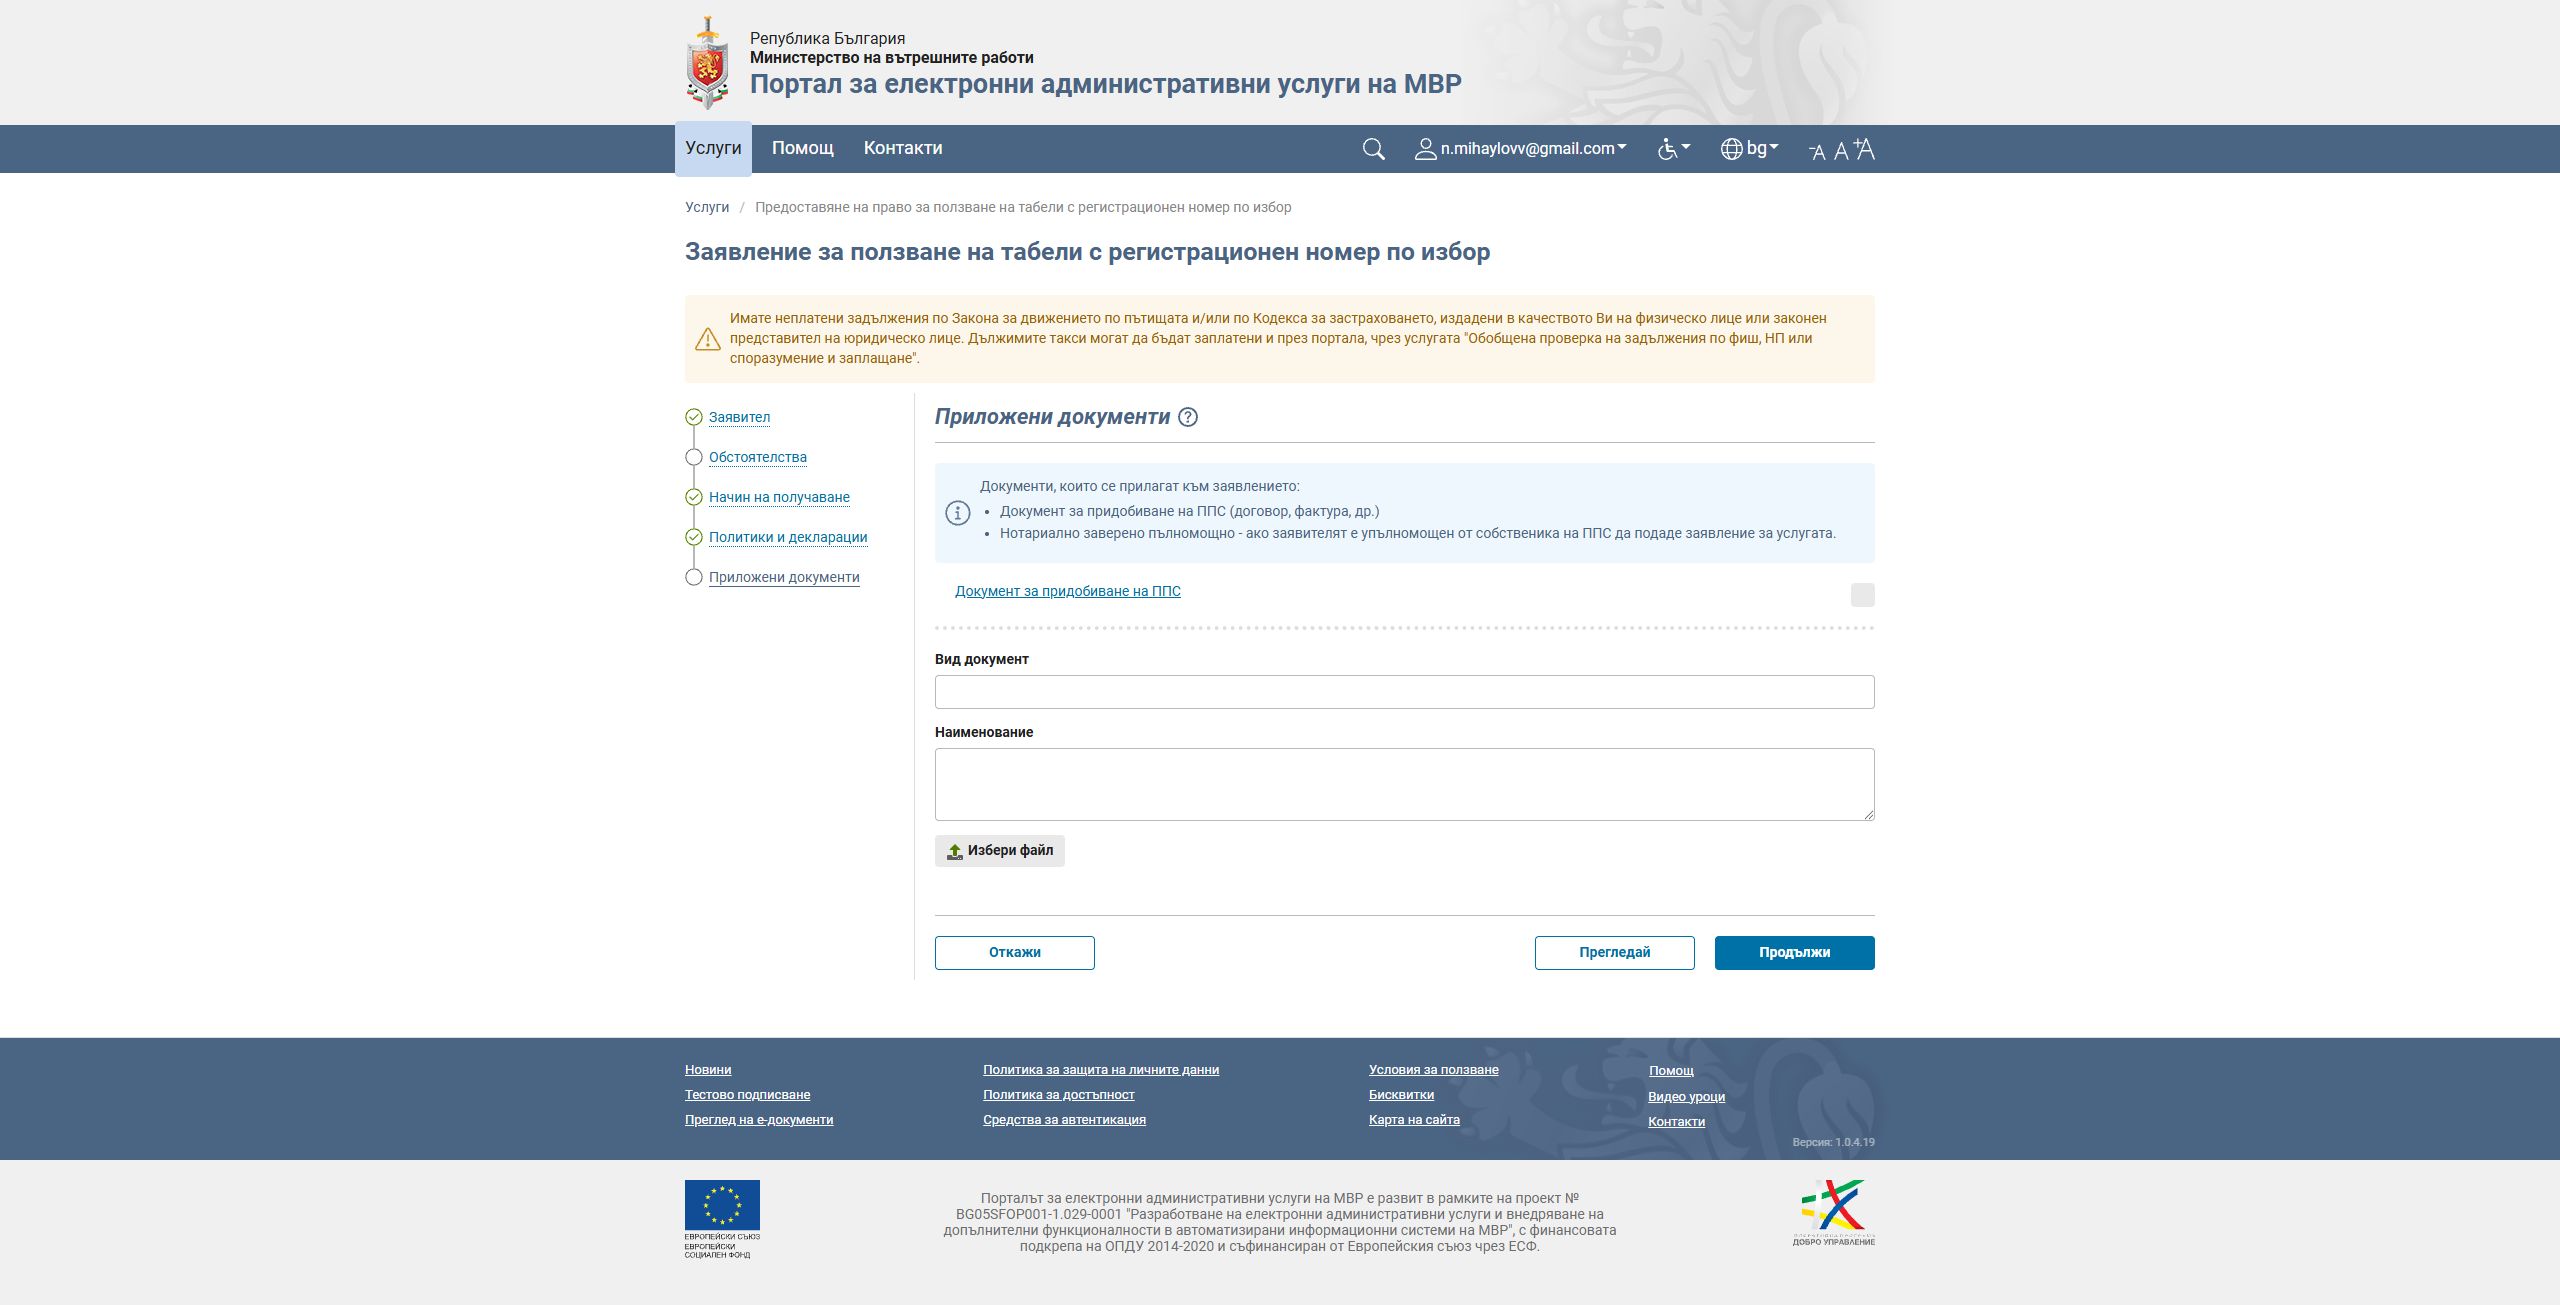 Република България
Министерство на вътрешните работи
Портал за електронни административни услуги на МВР
Услуги
Помощ
Контакти
n.mihaylovv@gmail.com
bg
-A A +A
Услуги / Предоставяне на право за ползване на табели с регистрационен номер по избор
Заявление за ползване на табели с регистрационен номер по избор
Имате неплатени задължения по Закона за движението по пътищата и/или по Кодекса за застраховането, издадени в качеството Ви на физическо лице или законен
представител на юридическо лице. Дължимите такси могат да бъдат заплатени и през портала, чрез услугата "Обобщена проверка на задължения по фиш, НП или
споразумение и заплащане".
Заявител
Обстоятелства
Начин на получаване
Политики и декларации
Приложени документи
Приложени документи ?
Документи, които се прилагат към заявлението:
• Документ за придобиване на ППС (договор, фактура, др.)
• Нотариално заверено пълномощно - ако заявителят е упълномощен от собственика на ППС да подаде заявление за услугата.
Документ за придобиване на ППС
Вид документ
Наименование
Избери файл
Откажи
Прегледай
Продължи
Новини
Тестово подписване
Преглед на е-документи
Политика за защита на личните данни
Политика за достъпност
Средства за автентикация
Условия за ползване
Бисквитки
Карта на сайта
Помощ
Видео уроци
Контакти
Версия: 1.0.4.19
ЕВРОПЕЙСКИ СЪЮЗ
ЕВРОПЕЙСКИ
СОЦИАЛЕН ФОНД
Порталът за електронни административни услуги на МВР е развит в рамките на проект №
BG05SFOP001-1.029-0001 "Разработване на електронни административни услуги и внедряване на
допълнителни функционалности в автоматизирани информационни системи на МВР", с финансовата
подкрепа на ОПДУ 2014-2020 и съфинансиран от Европейския съюз чрез ЕСФ.
ДОБРО УПРАВЛЕНИЕ